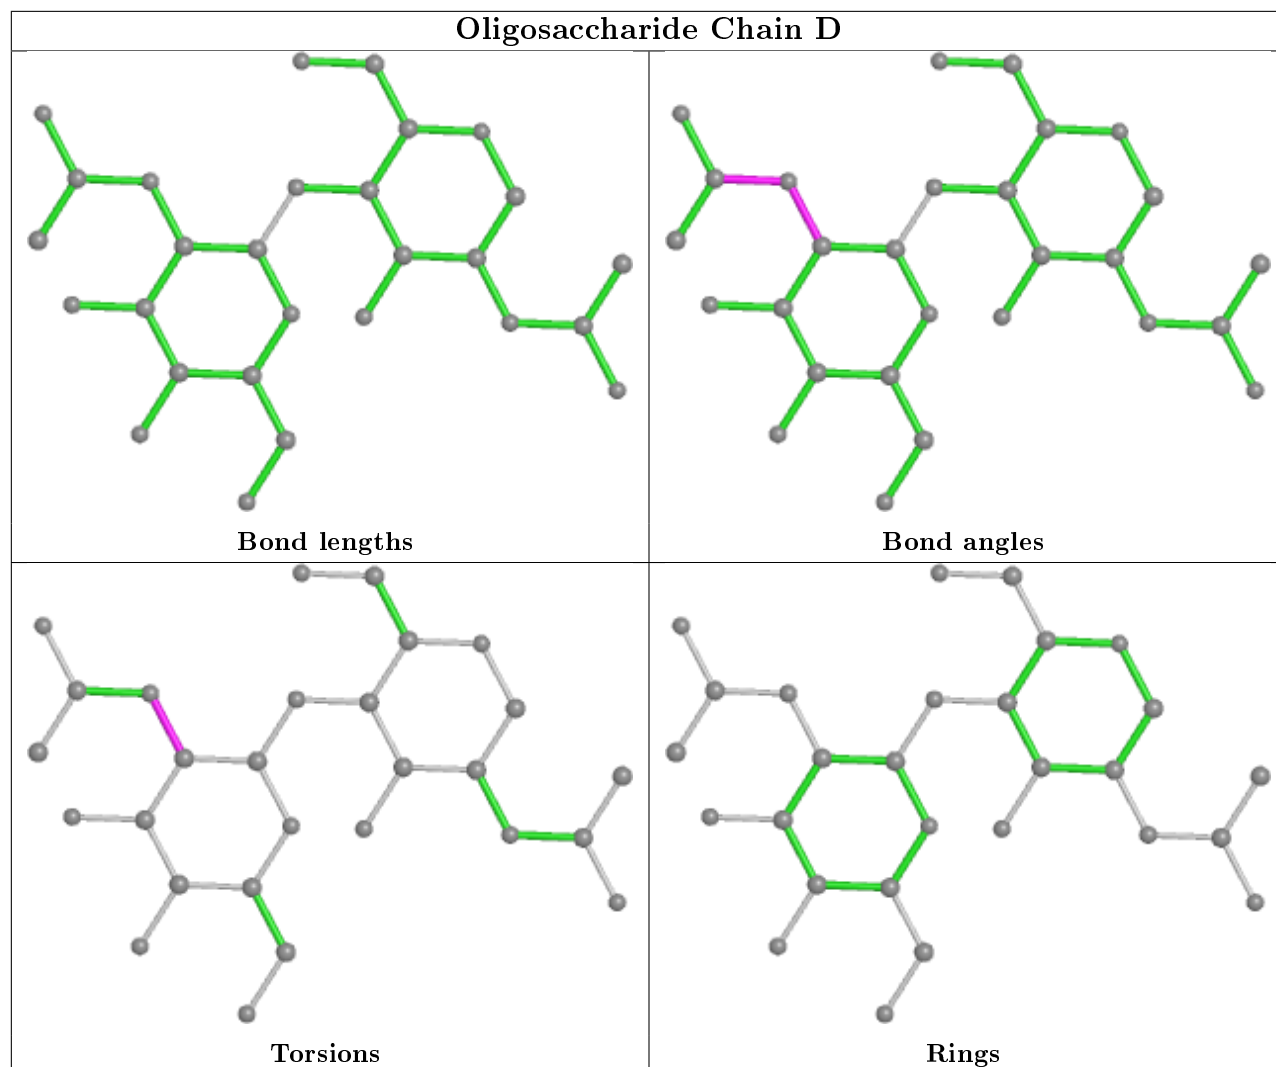 Oligosaccharide Chain D
Bond lengths
Bond angles
Torsions
Rings